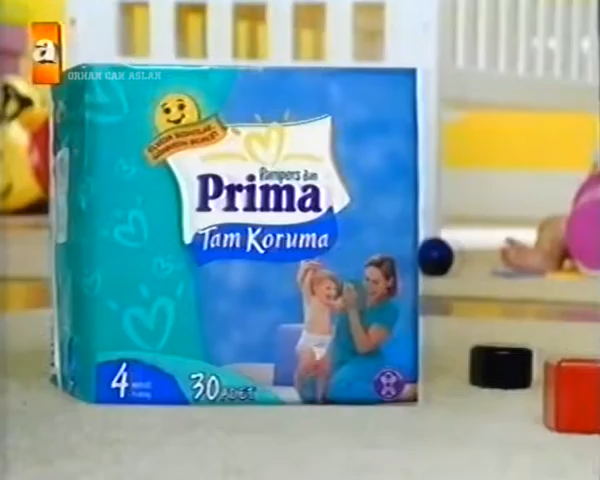 a
ORHAN CAN ASLAN
Pampers'dan
Prima
Tam Koruma
4
30 ADET